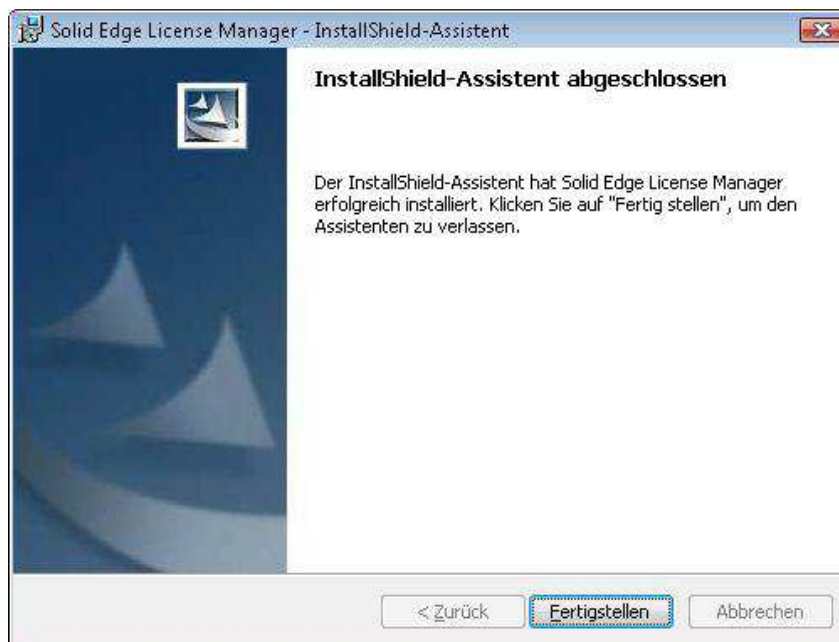 Solid Edge License Manager - InstallShield-Assistent
InstallShield-Assistent abgeschlossen
Der InstallShield-Assistent hat Solid Edge License Manager
erfolgreich installiert. Klicken Sie auf "Fertig stellen", um den
Assistenten zu verlassen.
< Zurück Fertigstellen Abbrechen